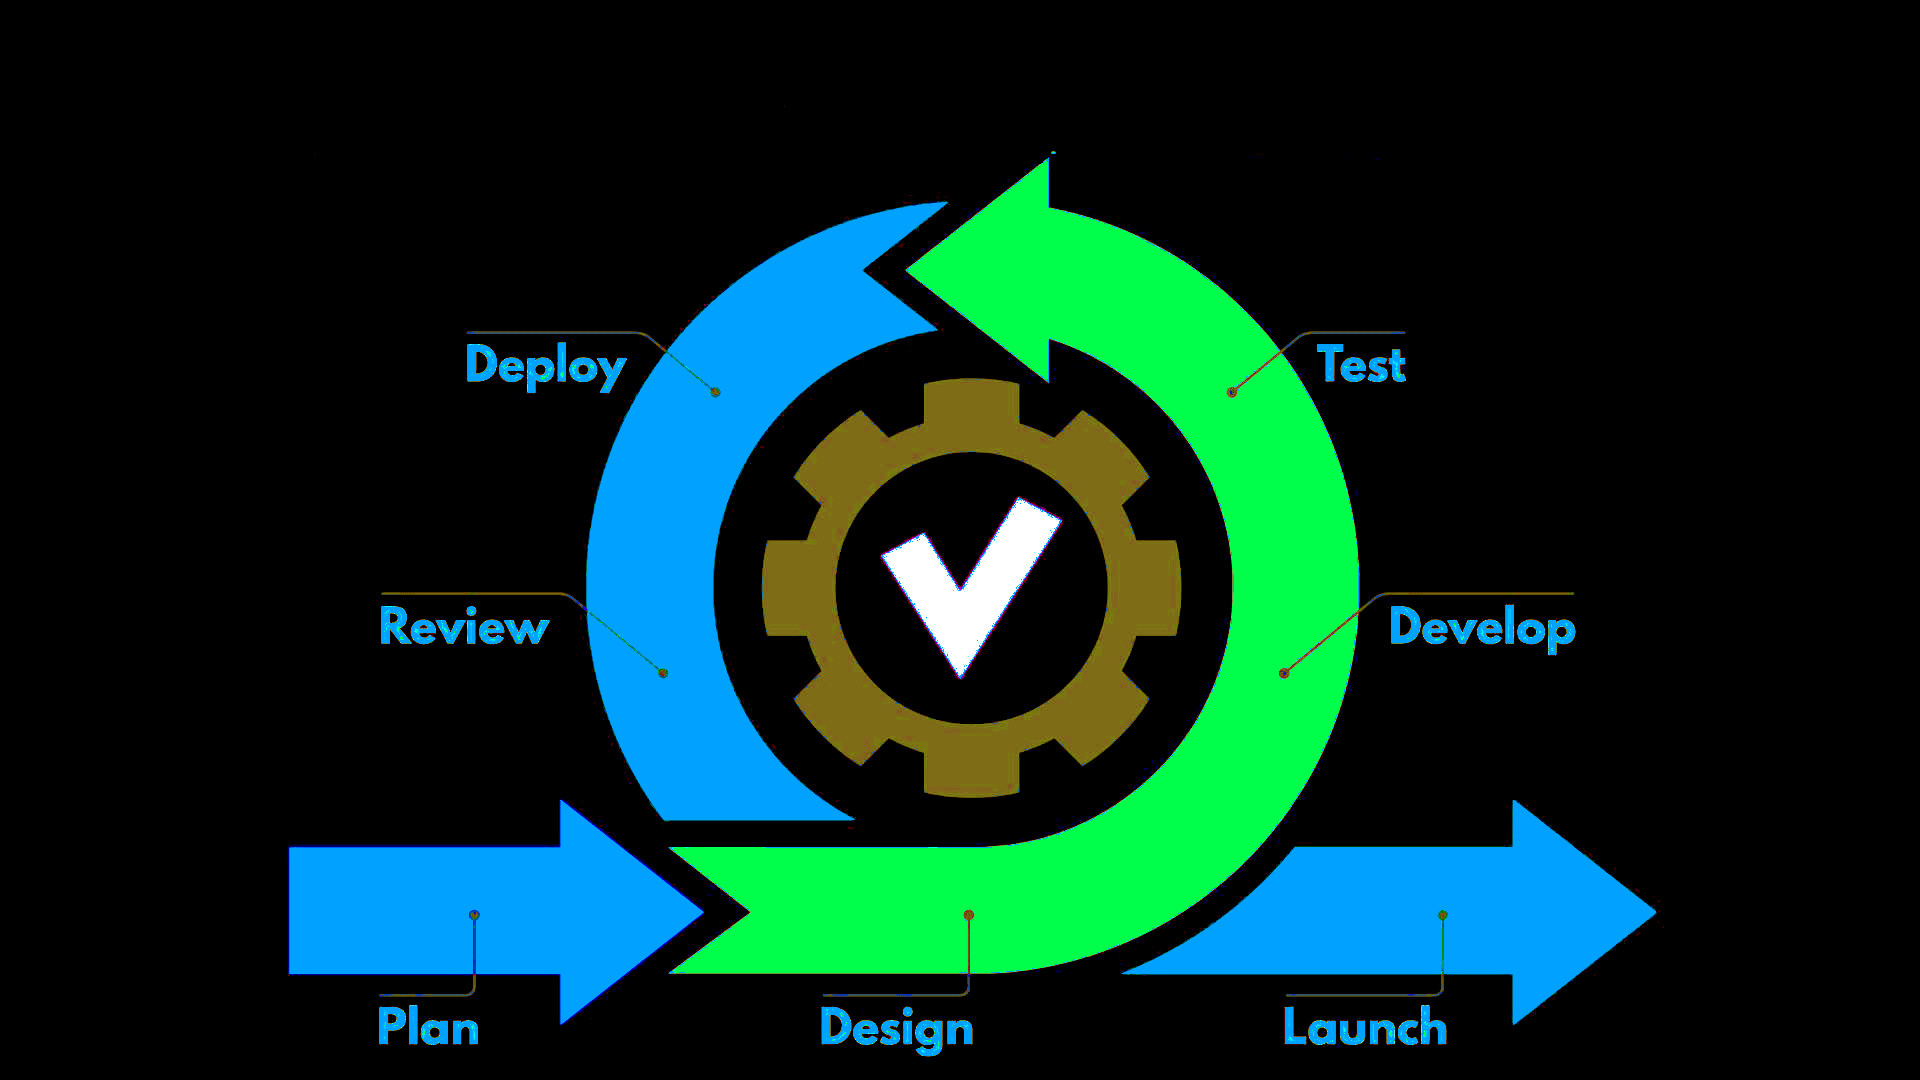 Deploy
Test
Review
Develop
Plan
Design
Launch